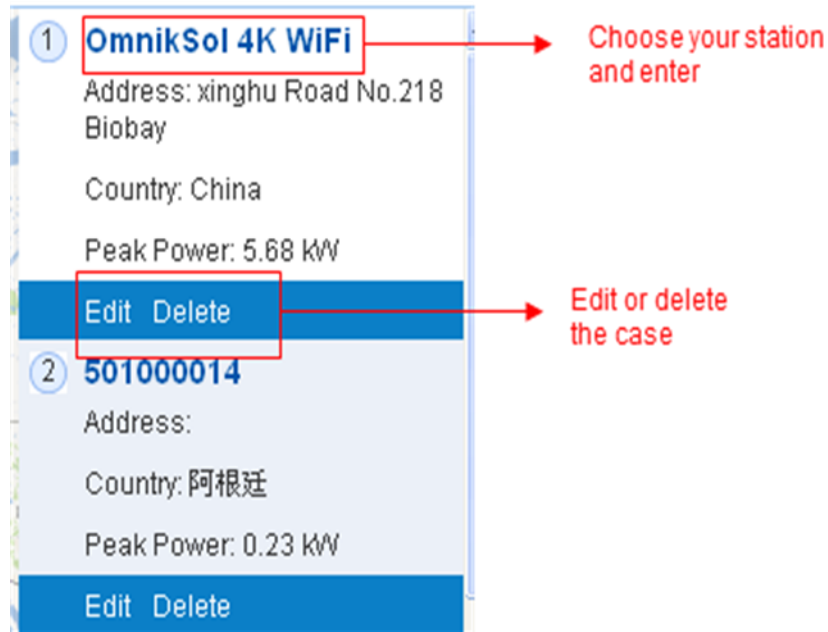 1 OmnikSol 4K WiFi
Choose your station
and enter
Address: xinghu Road No.218
Biobay
Country: China
Peak Power: 5.68 kW
Edit Delete
Edit or delete
the case
2 501000014
Address:
Country: 阿根廷
Peak Power: 0.23 kW
Edit Delete